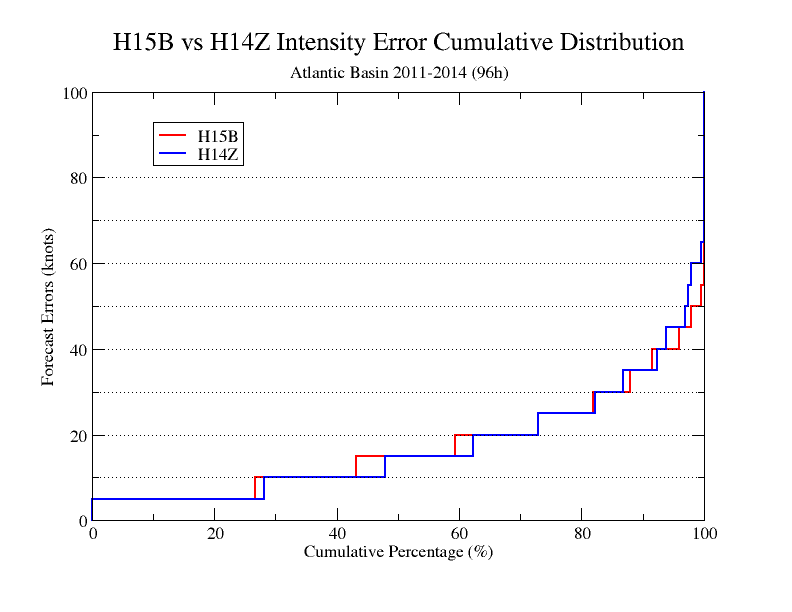 H15B vs H14Z Intensity Error Cumulative Distribution
Atlantic Basin 2011-2014 (96h)
100
H15B
H14Z
80
60
40
20
0
Forecast Errors (knots)
0 20 40 60 80 100
Cumulative Percentage (%)